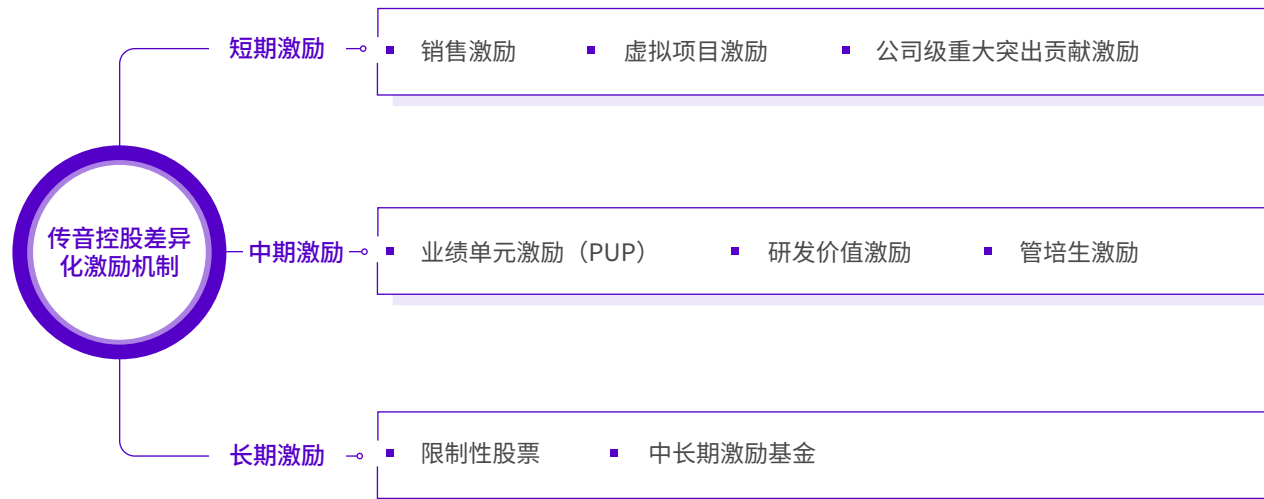 短期激励
销售激励 虚拟项目激励 公司级重大突出贡献激励
传音控股差异
化激励机制
中期激励
业绩单元激励（PUP） 研发价值激励 管培生激励
长期激励
限制性股票 中长期激励基金